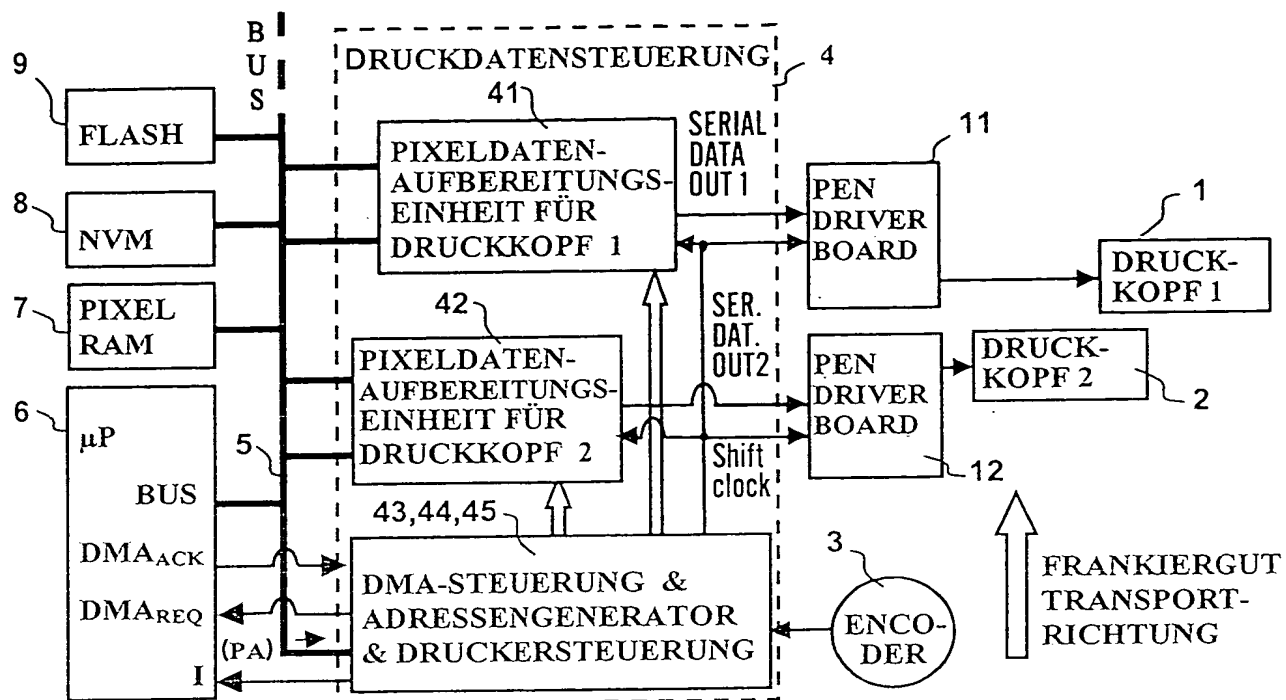 B
U
S
DRUCKDATENSTEUERUNG
4
9
FLASH
8
NVM
7
PIXEL
RAM
6
µP
BUS
DMAACK
DMAREQ
(PA)
I
5
41
PIXELDATEN-
AUFBEREITUNGS-
EINHEIT FÜR
DRUCKKOPF 1
SERIAL
DATA
OUT 1
11
PEN
DRIVER
BOARD
1
DRUCK-
KOPF 1
42
PIXELDATEN-
AUFBEREITUNGS-
EINHEIT FÜR
DRUCKKOPF 2
SER.
DAT.
OUT2
PEN
DRIVER
BOARD
12
DRUCK-
KOPF 2
2
Shift
clock
43,44,45
DMA-STEUERUNG &
ADRESSENGENERATOR
& DRUCKERSTEUERUNG
3
ENCO-
DER
FRANKIERGUT
TRANSPORT-
RICHTUNG